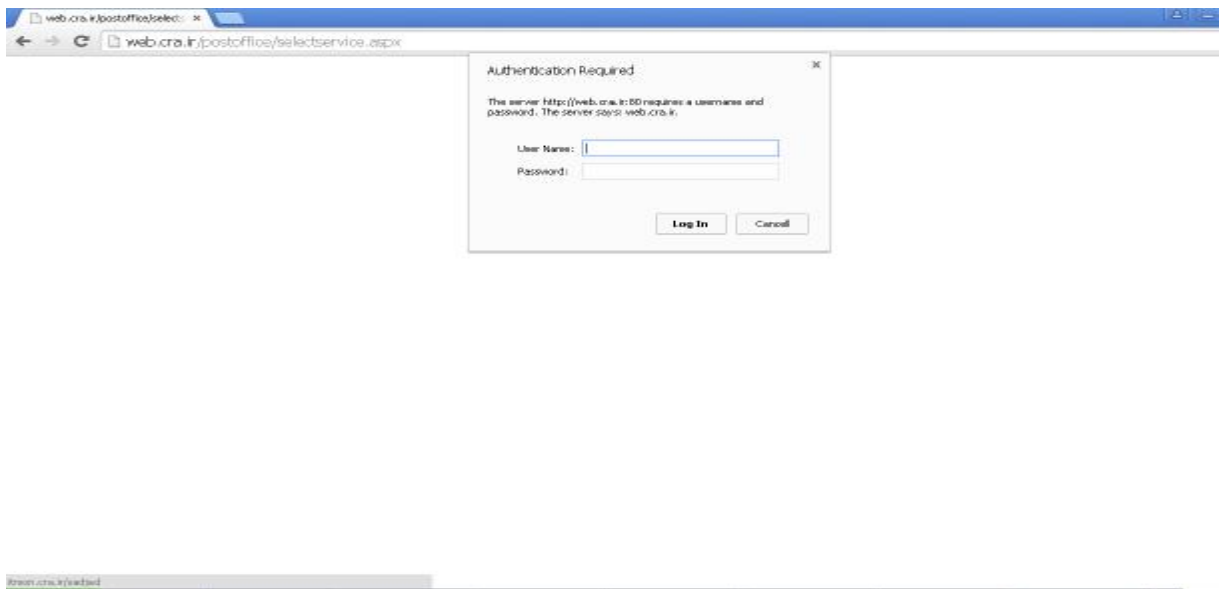 web.cra.ir/postoffice/select
web.cra.ir/postoffice/selectservice.aspx
Authentication Required
The server http://web.cra.ir:80 requires a username and
password. The server says: web.cra.ir.
User Name:
Password:
Log In
Cancel